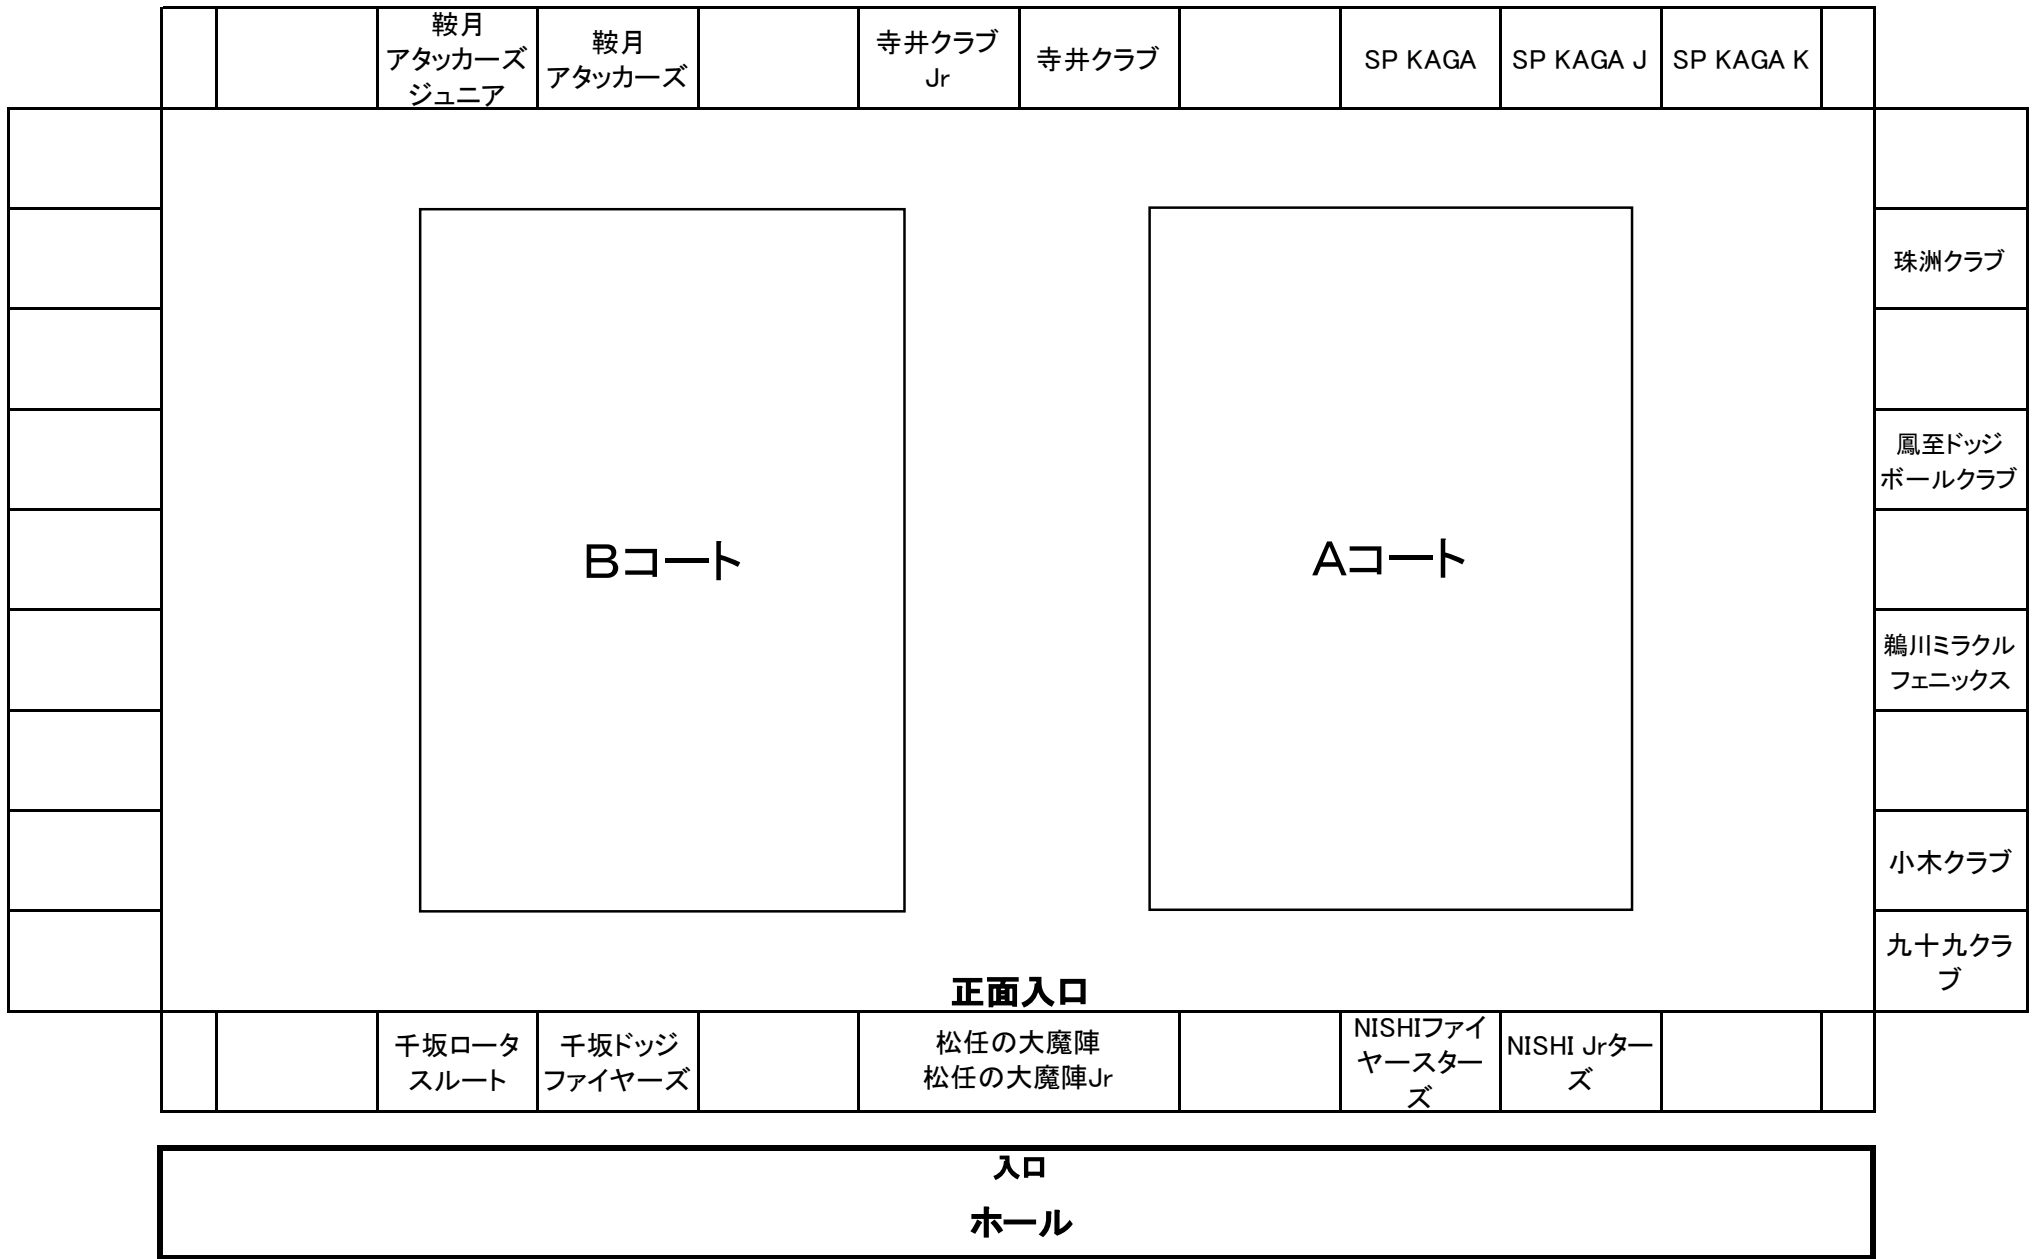 鞍月
アタッカーズ
ジュニア
鞍月
アタッカーズ
寺井クラブ
Jr
寺井クラブ
SP KAGA
SP KAGA J
SP KAGA K
珠洲クラブ
鳳至ドッジ
ボールクラブ
Bコート
Aコート
鵜川ミラクル
フェニックス
小木クラブ
九十九クラ
ブ
正面入口
千坂ロータ
スルート
千坂ドッジ
ファイヤーズ
松任の大魔陣
松任の大魔陣Jr
NISHIファイ
ヤースター
ズ
NISHI Jrター
ズ
入口
ホール